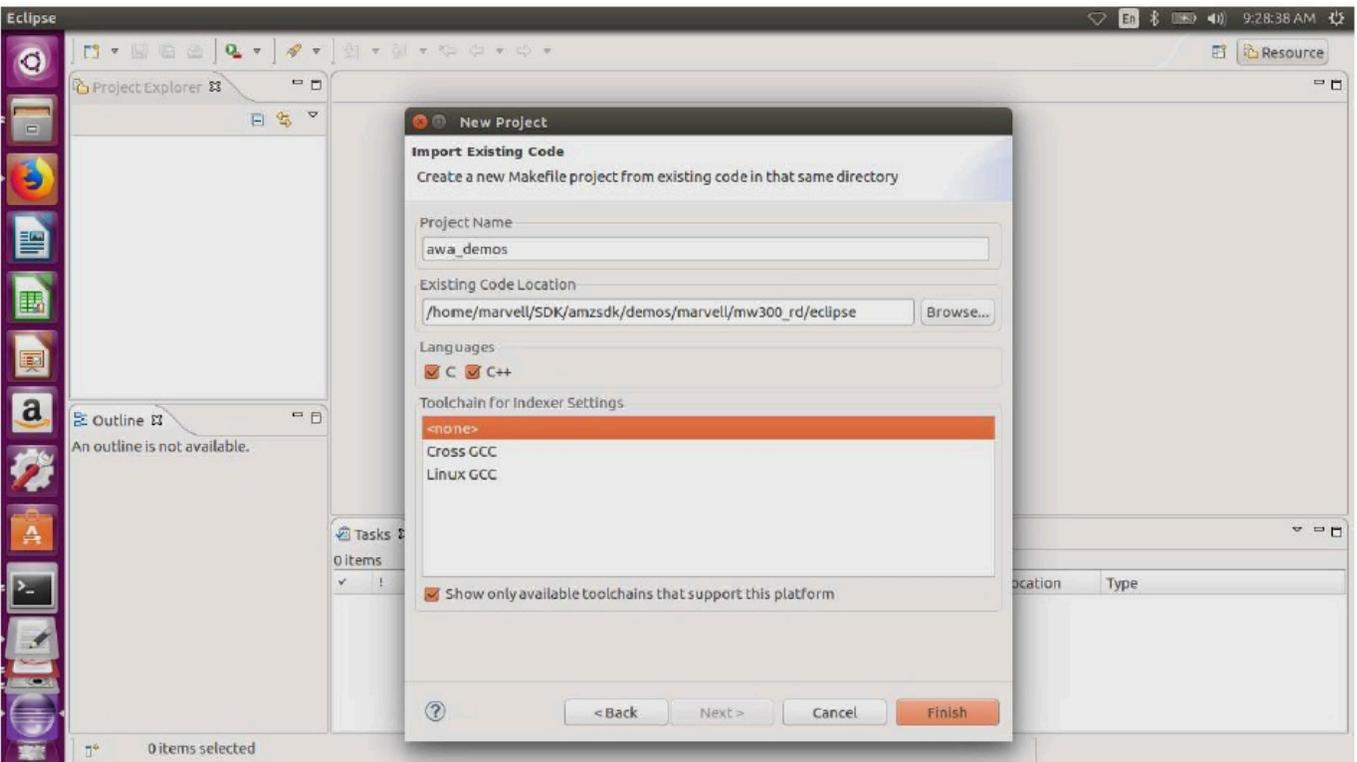 Eclipse
En
9:28:38 AM
Resource
Project Explorer
New Project
Import Existing Code
Create a new Makefile project from existing code in that same directory
Project Name
awa_demos
Existing Code Location
/home/marvell/SDK/amzsdk/demos/marvell/mw300_rd/eclipse
Browse...
Languages
C
C++
Toolchain for Indexer Settings
<none>
Cross GCC
Linux GCC
Show only available toolchains that support this platform
< Back
Next >
Cancel
Finish
Outline
An outline is not available.
Tasks
0 items
!
ocation
Type
0 items selected